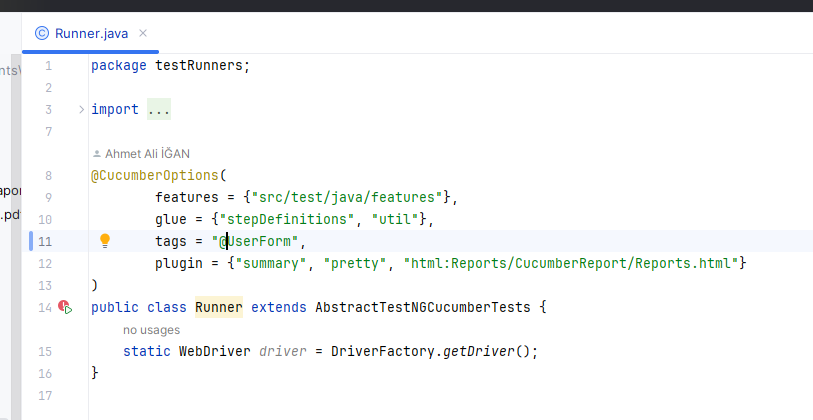 Runner.java
1 package testRunners;
2
3 import ...
7
Ahmet Ali İĞAN
8 @CucumberOptions(
9 features = {"src/test/java/features"},
10 glue = {"stepDefinitions", "util"},
11 tags = "@UserForm",
12 plugin = {"summary", "pretty", "html:Reports/CucumberReport/Reports.html"}
13 )
14 public class Runner extends AbstractTestNGCucumberTests {
no usages
15 static WebDriver driver = DriverFactory.getDriver();
16 }
17
nts\
apor
.pdf